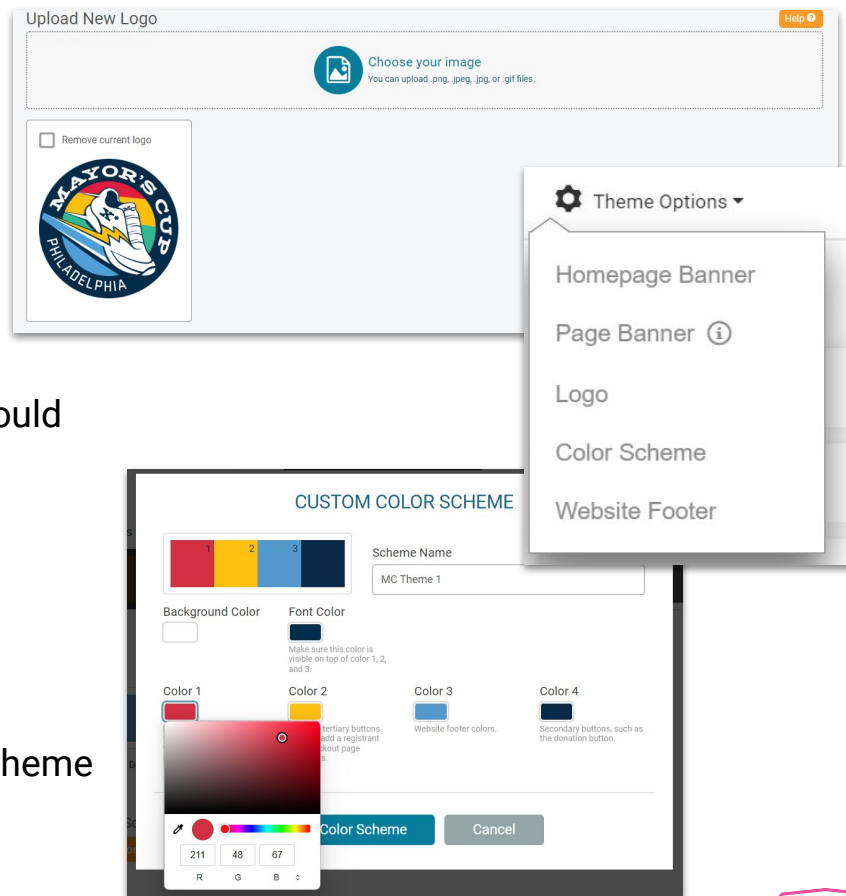 Upload New Logo
Help
Choose your image
You can upload .png, .jpeg, .jpg, or .gif files.
Remove current logo
MAYOR'S CUP
PHILADELPHIA
Theme Options
Homepage Banner
Page Banner
Logo
Color Scheme
Website Footer
ould
CUSTOM COLOR SCHEME
1 2 3
Scheme Name
MC Theme 1
Background Color Font Color
Make sure this color is
visible on top of color 1, 2,
and 3.
Color 1 Color 2 Color 3 Color 4
tertiary buttons. Website footer colors. Secondary buttons, such as
add a registrant the donation button.
kout page
s.
heme
Color Scheme Cancel
211 48 67
R G B